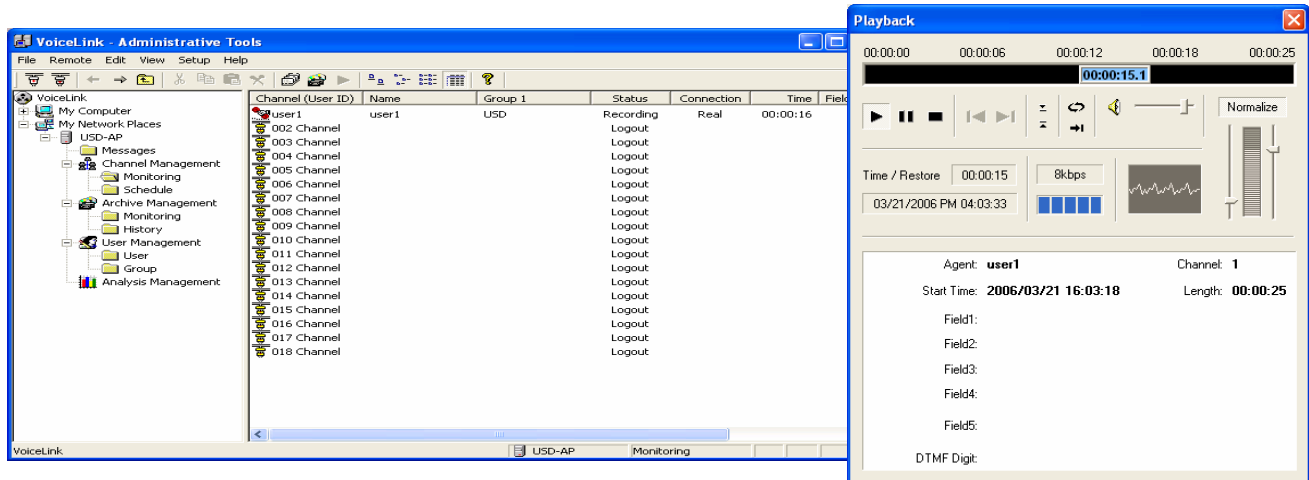 VoiceLink - Administrative Tools
File Remote Edit View Setup Help
VoiceLink
My Computer
My Network Places
USD-AP
Messages
Channel Management
Monitoring
Schedule
Archive Management
Monitoring
History
User Management
User
Group
Analysis Management
Channel (User ID) Name Group 1 Status Connection Time Field
user1 user1 USD Recording Real 00:00:16
002 Channel Logout
003 Channel Logout
004 Channel Logout
005 Channel Logout
006 Channel Logout
007 Channel Logout
008 Channel Logout
009 Channel Logout
010 Channel Logout
011 Channel Logout
012 Channel Logout
013 Channel Logout
014 Channel Logout
015 Channel Logout
016 Channel Logout
017 Channel Logout
018 Channel Logout
VoiceLink USD-AP Monitoring
Playback
00:00:00 00:00:06 00:00:12 00:00:18 00:00:25
00:00:15.1
Normalize
Time / Restore 00:00:15 8kbps
03/21/2006 PM 04:03:33
Agent: user1 Channel: 1
Start Time: 2006/03/21 16:03:18 Length: 00:00:25
Field1:
Field2:
Field3:
Field4:
Field5:
DTMF Digit: